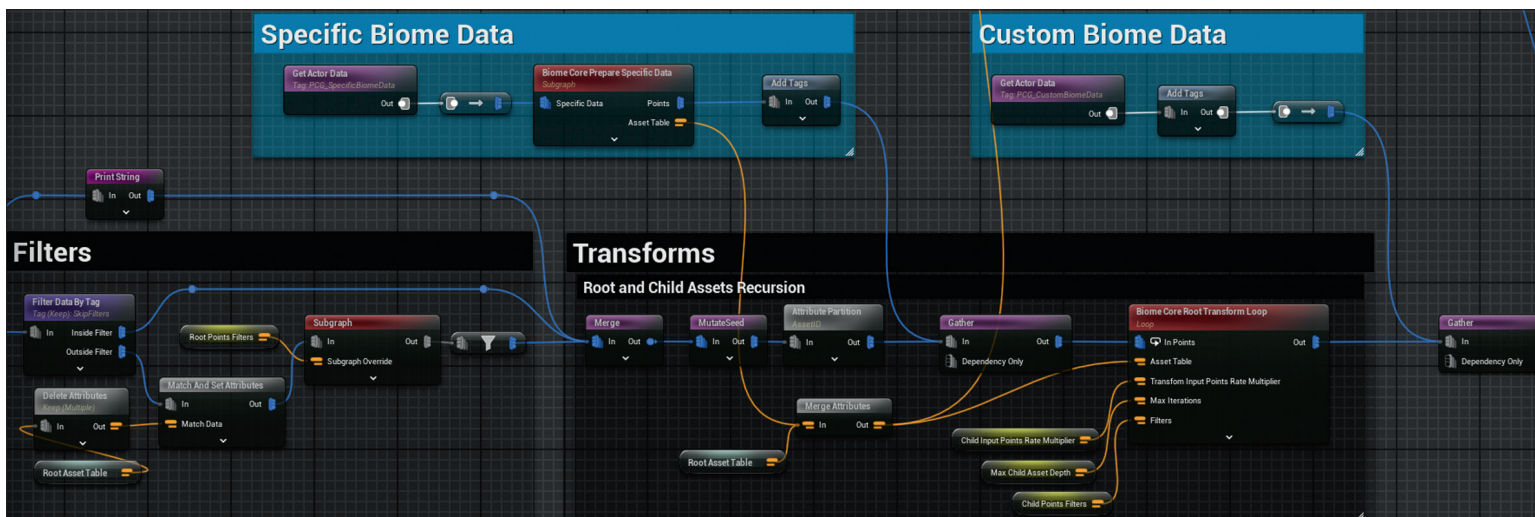 Specific Biome Data
Get Actor Data
Tag: PCG_SpecificBiomeData
Out
Biome Core Prepare Specific Data
Subgraph
Specific Data
Points
Asset Table
Add Tags
In Out
Custom Biome Data
Get Actor Data
Tag: PCG_CustomBiomeData
Out
Add Tags
In Out
Print String
In Out
Filters
Filter Data By Tag
Tag (Keep): SkipFilters
In Inside Filter
Outside Filter
Root Points Filters
Subgraph
In Out
Subgraph Override
Delete Attributes
Keep (Multiple)
In Out
Root Asset Table
Match And Set Attributes
In Out
Match Data
Transforms
Root and Child Assets Recursion
Merge
In Out
MutateSeed
In Out
Attribute Partition
AssetID
In Out
Gather
In Out
Dependency Only
Merge Attributes
In Out
Root Asset Table
Biome Core Root Transform Loop
Loop
In Points Out
Asset Table
Transfom Input Points Rate Multiplier
Max Iterations
Filters
Child Input Points Rate Multiplier
Max Child Asset Depth
Child Points Filters
Gather
In
Dependency Only